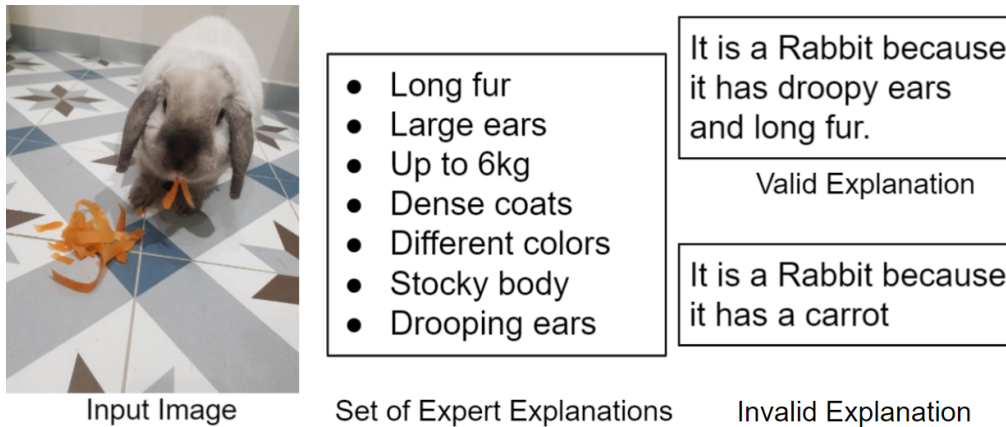 ● Long fur
● Large ears
● Up to 6kg
● Dense coats
● Different colors
● Stocky body
● Drooping ears
It is a Rabbit because
it has droopy ears
and long fur.
Valid Explanation
It is a Rabbit because
it has a carrot
Input Image
Set of Expert Explanations
Invalid Explanation